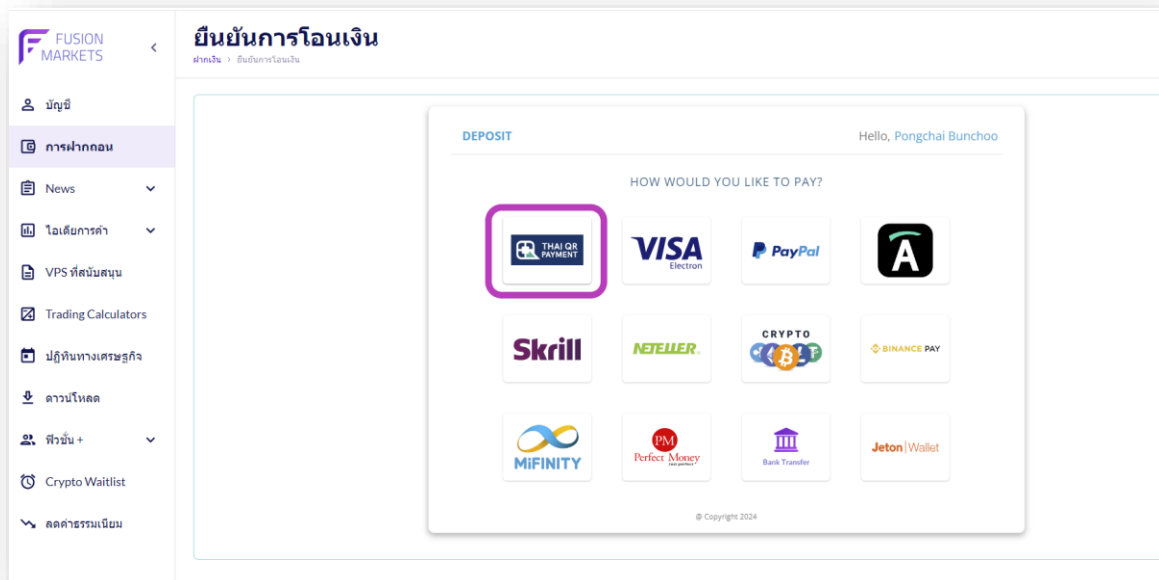 FUSION
MARKETS
ยืนยันการโอนเงิน
ฝากเงิน > ยืนยันการโอนเงิน
บัญชี
การฝากถอน
News
ไอเดียการค้า
VPS ที่สนับสนุน
Trading Calculators
ปฏิทินทางเศรษฐกิจ
ดาวน์โหลด
ฟิวชั่น +
Crypto Waitlist
ลดค่าธรรมเนียม
DEPOSIT
Hello, Pongchai Bunchoo
HOW WOULD YOU LIKE TO PAY?
THAI QR
PAYMENT
VISA
Electron
PayPal
A
Skrill
NETELLER
CRYPTO
BINANCE PAY
MiFINITY
PM
Perfect Money
Bank Transfer
Jeton Wallet
@ Copyright 2024